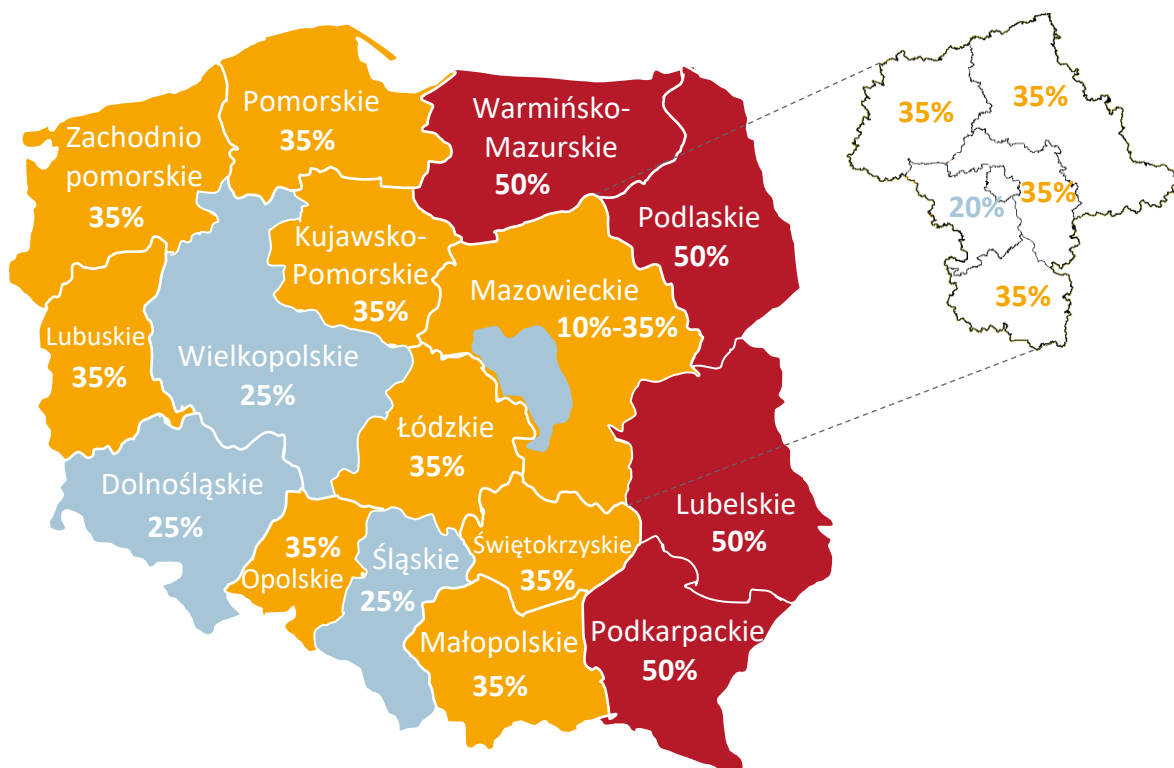 Pomorskie
35%
Warmińsko-
Mazurskie
50%
Zachodnio
pomorskie
35%
Podlaskie
50%
Kujawsko-
Pomorskie
35%
Mazowieckie
10%-35%
Lubuskie
35%
Wielkopolskie
25%
Łódzkie
35%
Dolnośląskie
25%
Lubelskie
50%
35%
Opolskie
Śląskie
25%
Świętokrzyskie
35%
Małopolskie
35%
Podkarpackie
50%
35%
35%
35%
20%
35%